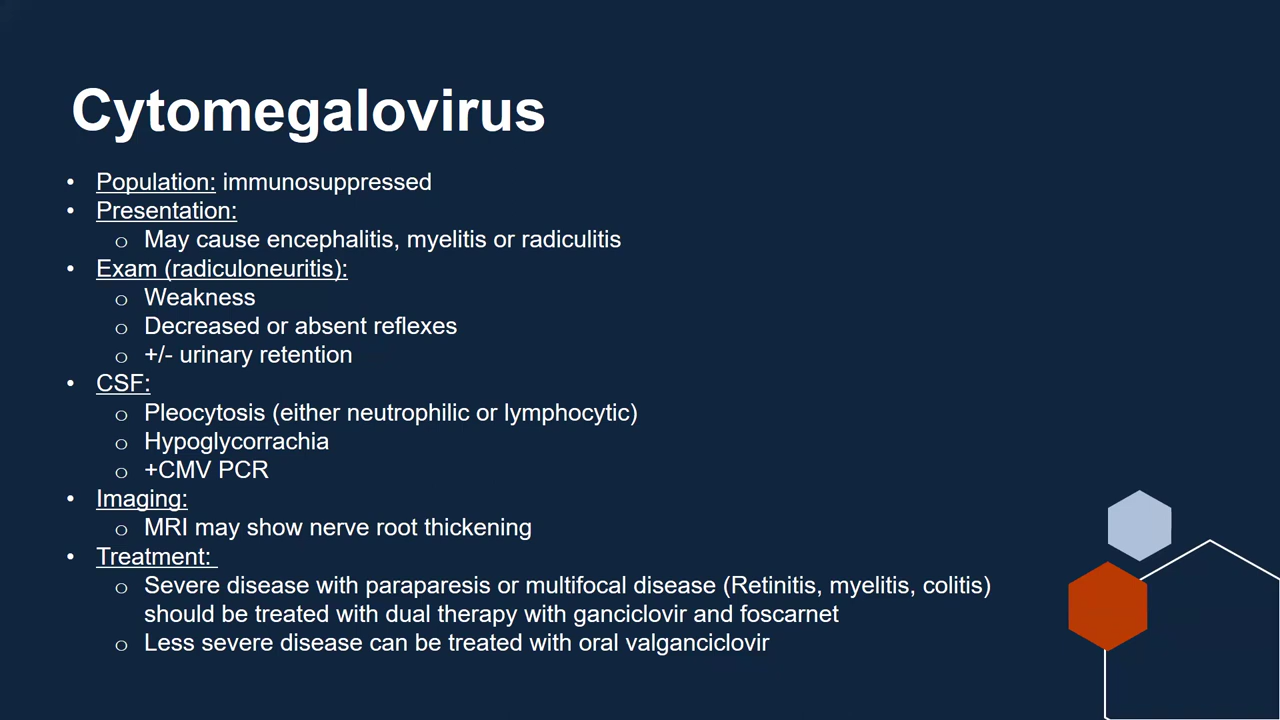 Cytomegalovirus
• Population: immunosuppressed
• Presentation:
o May cause encephalitis, myelitis or radiculitis
• Exam (radiculoneuritis):
o Weakness
o Decreased or absent reflexes
o +/- urinary retention
• CSF:
o Pleocytosis (either neutrophilic or lymphocytic)
o Hypoglycorrachia
o +CMV PCR
• Imaging:
o MRI may show nerve root thickening
• Treatment:
o Severe disease with paraparesis or multifocal disease (Retinitis, myelitis, colitis)
should be treated with dual therapy with ganciclovir and foscarnet
o Less severe disease can be treated with oral valganciclovir